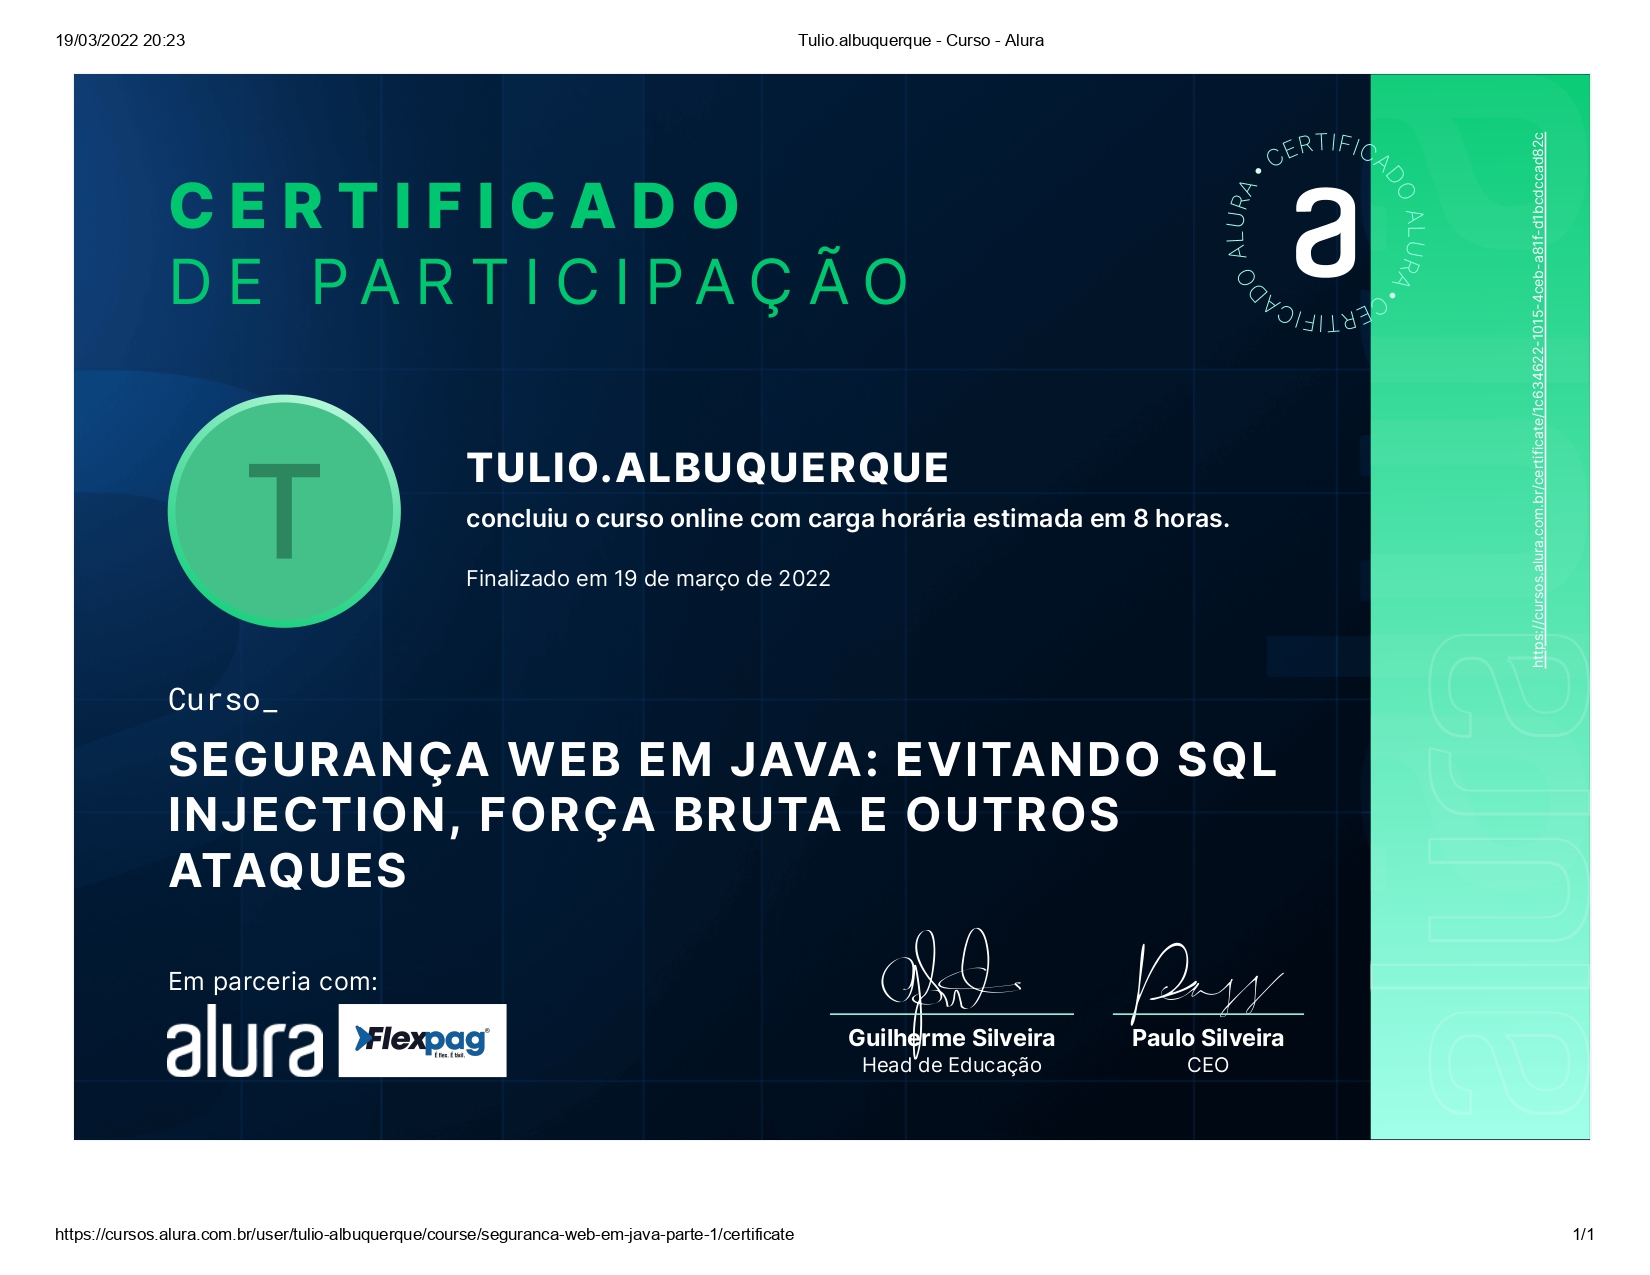 19/03/2022 20:23
Tulio.albuquerque - Curso - Alura
CERTIFICADO
DE PARTICIPAÇÃO
• CERTIFICADO ALURA • CERTIFICADO ALURA
a
https://cursos.alura.com.br/certificate/1c634622-1015-4ceb-a81f-d1bcdccad82c
T
TULIO.ALBUQUERQUE
concluiu o curso online com carga horária estimada em 8 horas.
Finalizado em 19 de março de 2022
Curso_
SEGURANÇA WEB EM JAVA: EVITANDO SQL
INJECTION, FORÇA BRUTA E OUTROS
ATAQUES
alura
Em parceria com:
alura
Flexpag®
É flex. É fácil.
Guilherme Silveira
Head de Educação
Paulo Silveira
CEO
https://cursos.alura.com.br/user/tulio-albuquerque/course/seguranca-web-em-java-parte-1/certificate
1/1